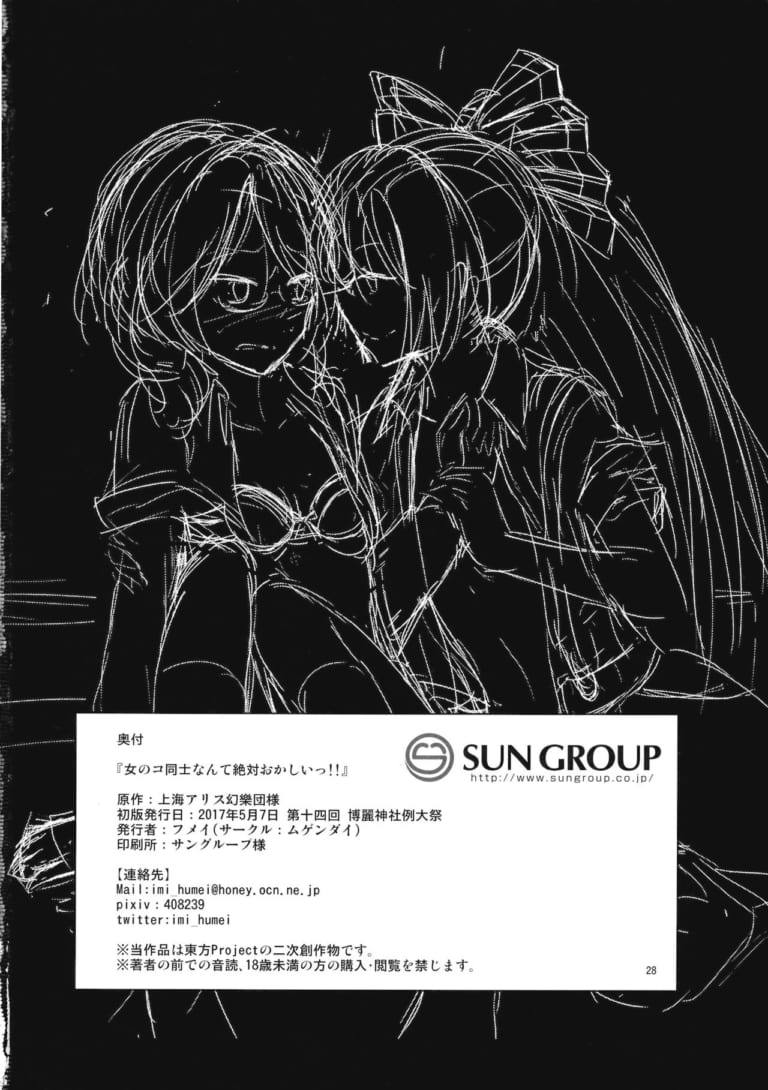 奥付
『女のコ同士なんて絶対おかしいっ!!』
SUN GROUP
http://www.sungroup.co.jp/
原作：上海アリス幻樂団様
初版発行日：2017年5月7日 第十四回 博麗神社例大祭
発行者：フメイ(サークル：ムゲンダイ)
印刷所：サングループ様
【連絡先】
Mail:imi_humei@honey.ocn.ne.jp
pixiv：408239
twitter:imi_humei
※当作品は東方Projectの二次創作物です。
※著者の前での音読、18歳未満の方の購入・閲覧を禁じます。
28